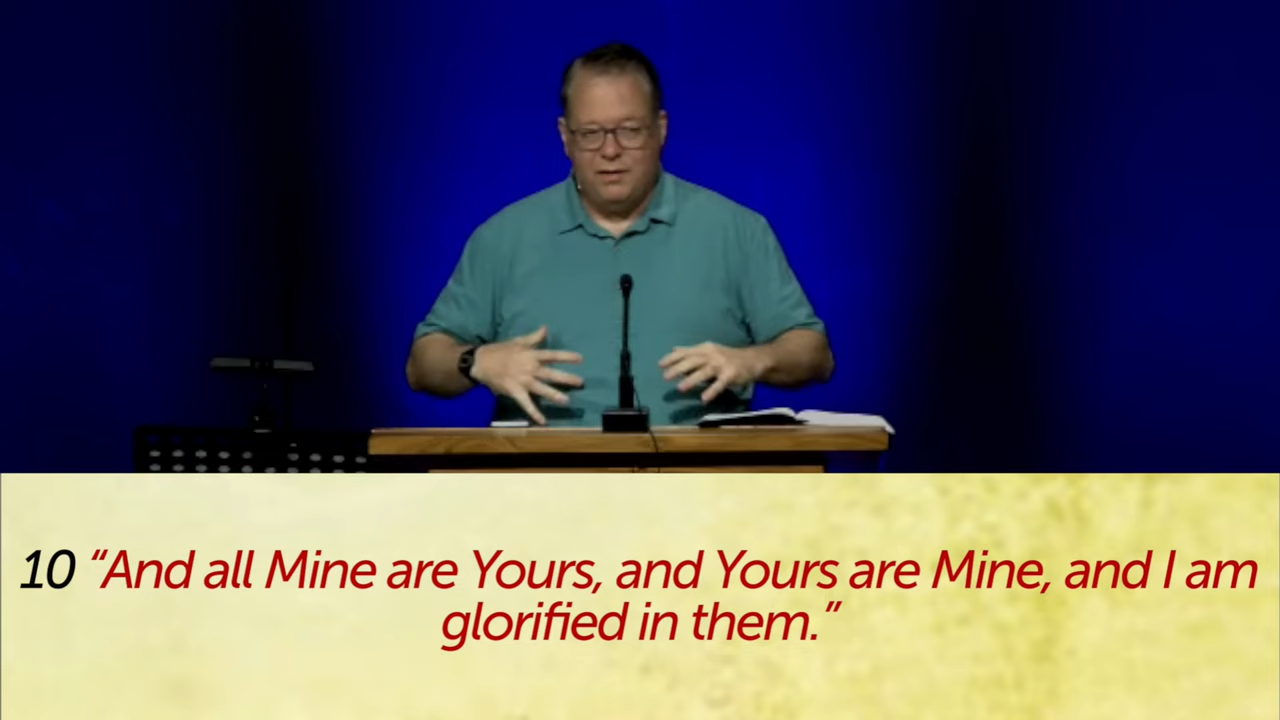 10 “And all Mine are Yours, and Yours are Mine, and I am
glorified in them.”